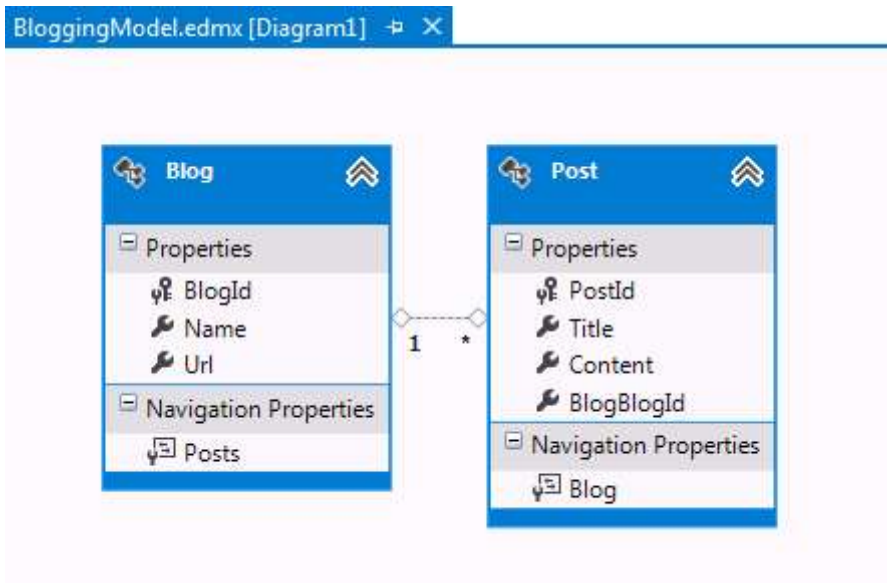 BloggingModel.edmx [Diagram1]
Blog
Properties
BlogId
Name
Url
Navigation Properties
Posts
1 *
Post
Properties
PostId
Title
Content
BlogBlogId
Navigation Properties
Blog